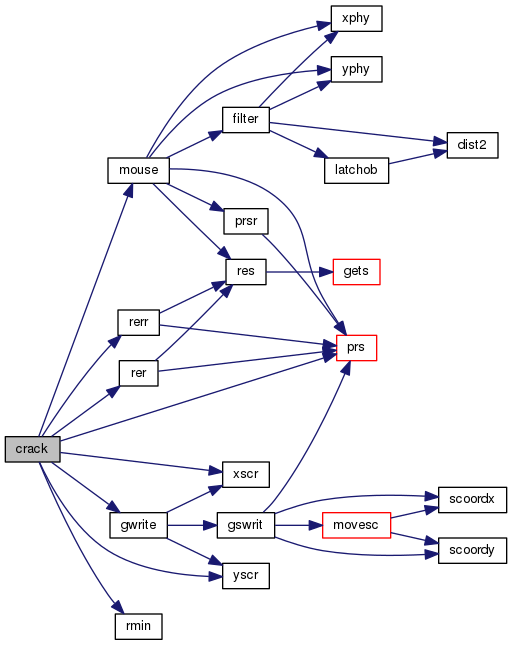 xphy
yphy
filter
dist2
mouse
latchob
prsr
res
gets
rerr
prs
rer
crack
xscr
scoordx
gwrite
gswrit
movesc
scoordy
yscr
rmin